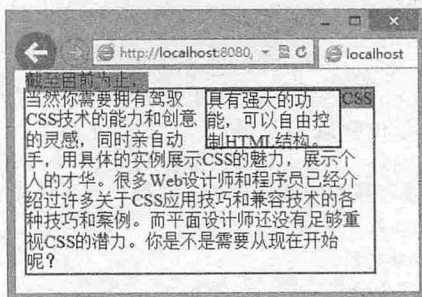 http://localhost:8080,
localhost
截至目前为止，
当然你需要拥有驾驭
CSS技术的能力和创意
的灵感，同时亲自动
具有强大的功
能，可以自由控
制HTML结构。
CSS
手，用具体的实例展示CSS的魅力，展示个
人的才华。很多Web设计师和程序员已经介
绍过许多关于CSS应用技巧和兼容技术的各
种技巧和案例。而平面设计师还没有足够重
视CSS的潜力。你是不是需要从现在开始
呢？